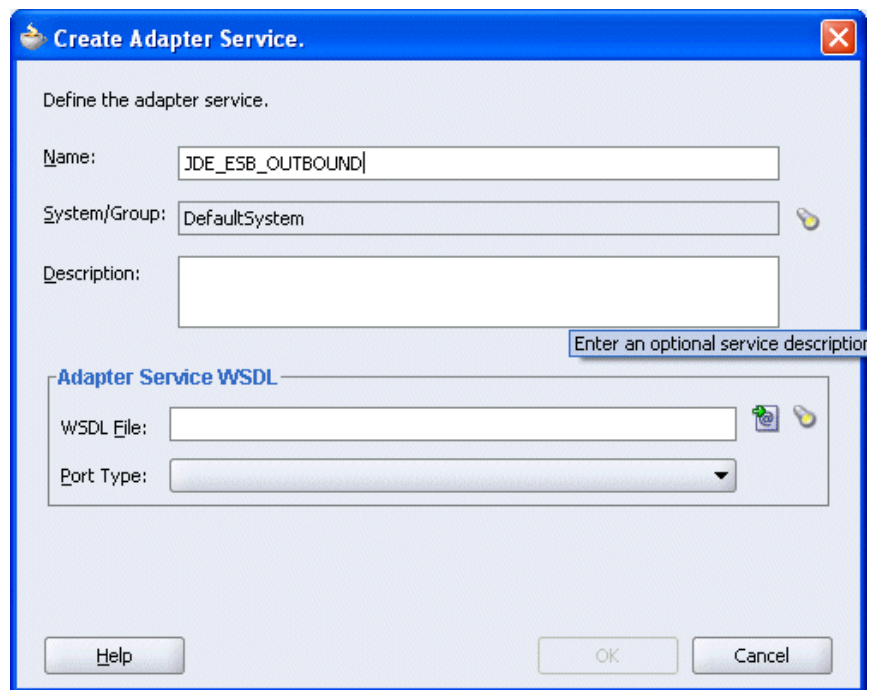 Create Adapter Service.
Define the adapter service.
Name: JDE_ESB_OUTBOUND
System/Group: DefaultSystem
Description:
Enter an optional service description
Adapter Service WSDL
WSDL File:
Port Type:
Help OK Cancel